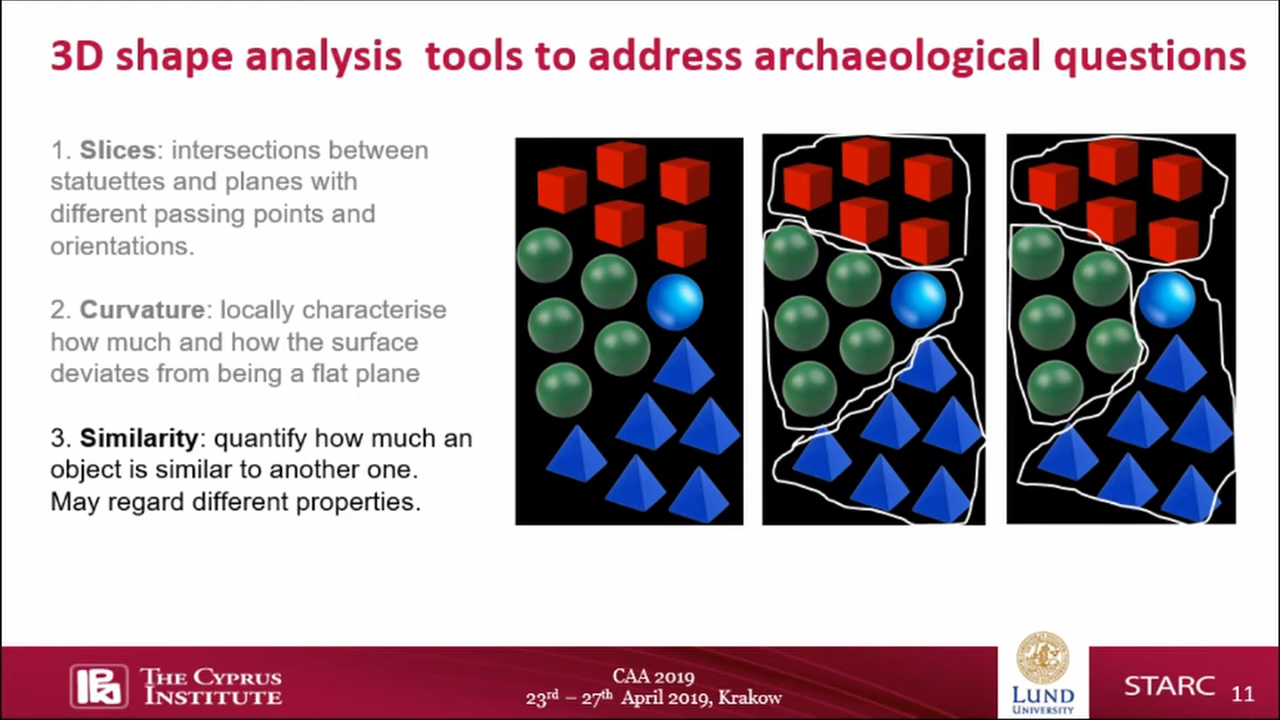 3D shape analysis tools to address archaeological questions
1. Slices: intersections between
statuettes and planes with
different passing points and
orientations.
2. Curvature: locally characterise
how much and how the surface
deviates from being a flat plane
3. Similarity: quantify how much an
object is similar to another one.
May regard different properties.
THE CYPRUS
INSTITUTE
CAA 2019
23rd – 27th April 2019, Krakow
LUND
UNIVERSITY
STARC
11